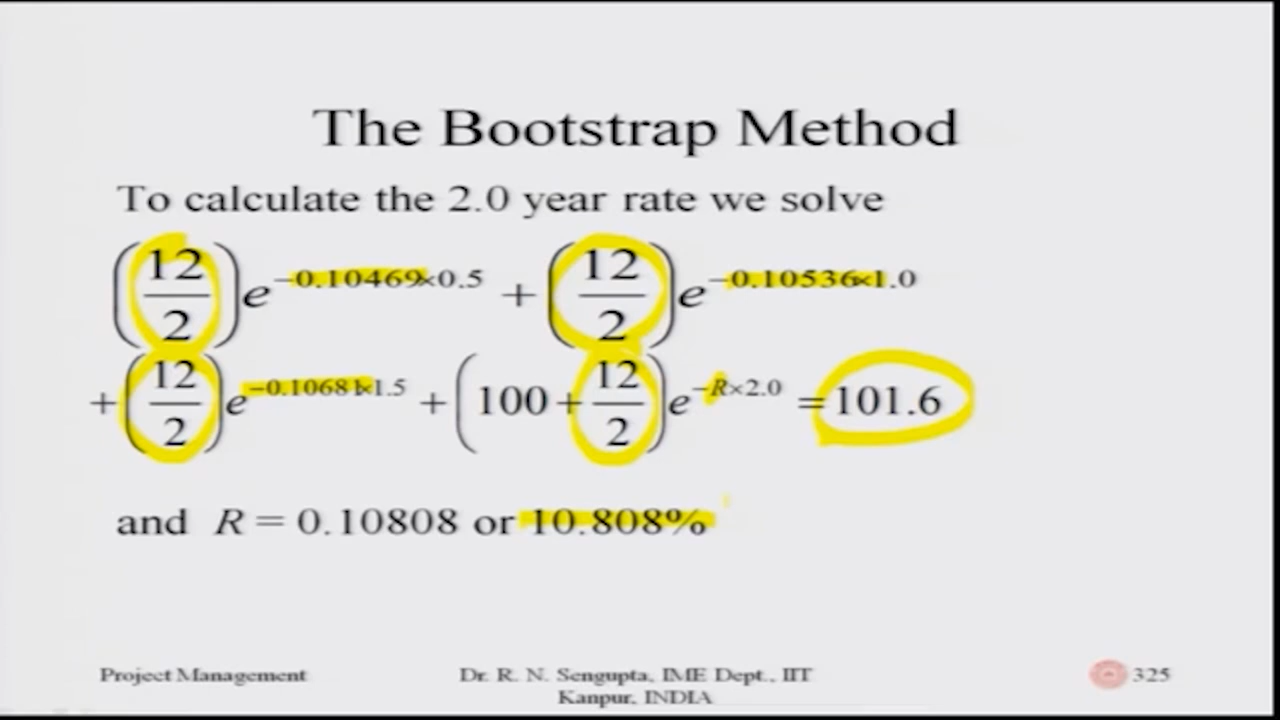 The Bootstrap Method
To calculate the 2.0 year rate we solve
(12/2)e^{-0.10469×0.5} + (12/2)e^{-0.10536×1.0}
+(12/2)e^{-0.10681×1.5} + (100+12/2)e^{-R×2.0} =101.6
and R = 0.10808 or 10.808%
Project Management
Dr. R. N. Sengupta, IME Dept., IIT
Kanpur, INDIA
325